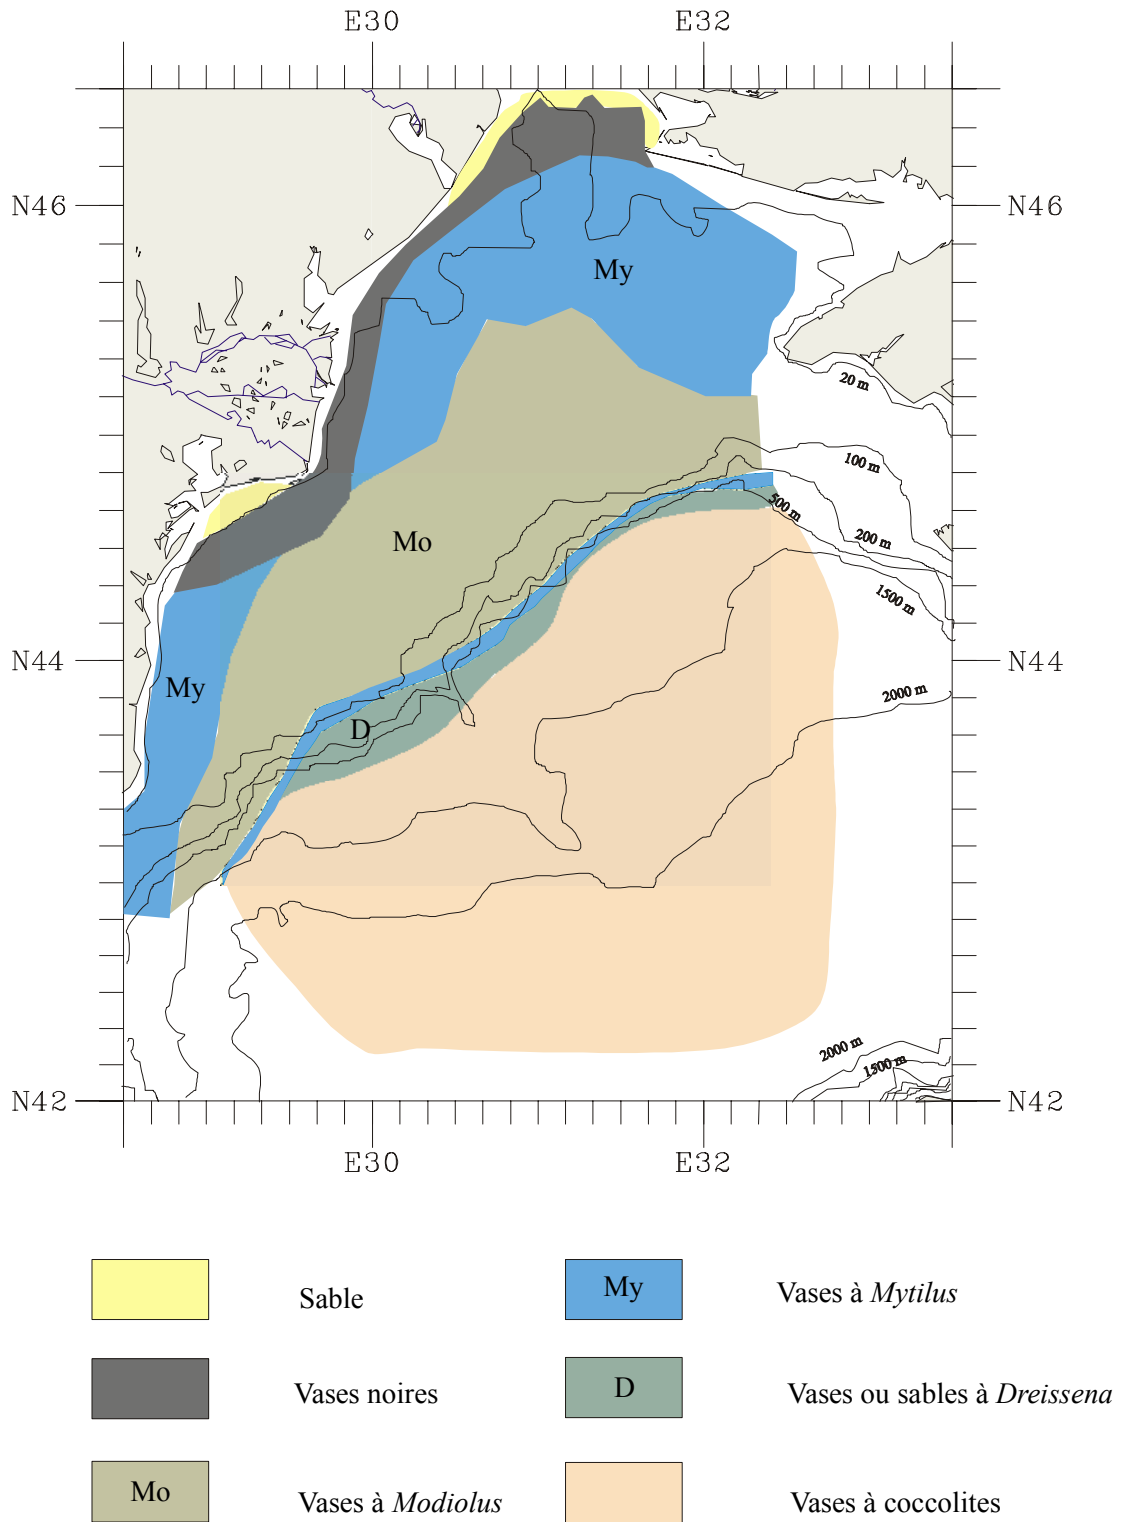 E30 E32
N46 N46
My
20 m
100 m
500 m
Mo
200 m
1500 m
N44 N44
My
2000 m
D
2000 m
1500 m
N42 N42
E30 E32
Sable
My Vases à Mytilus
Vases noires
D Vases ou sables à Dreissena
Mo Vases à Modiolus
Vases à coccolites